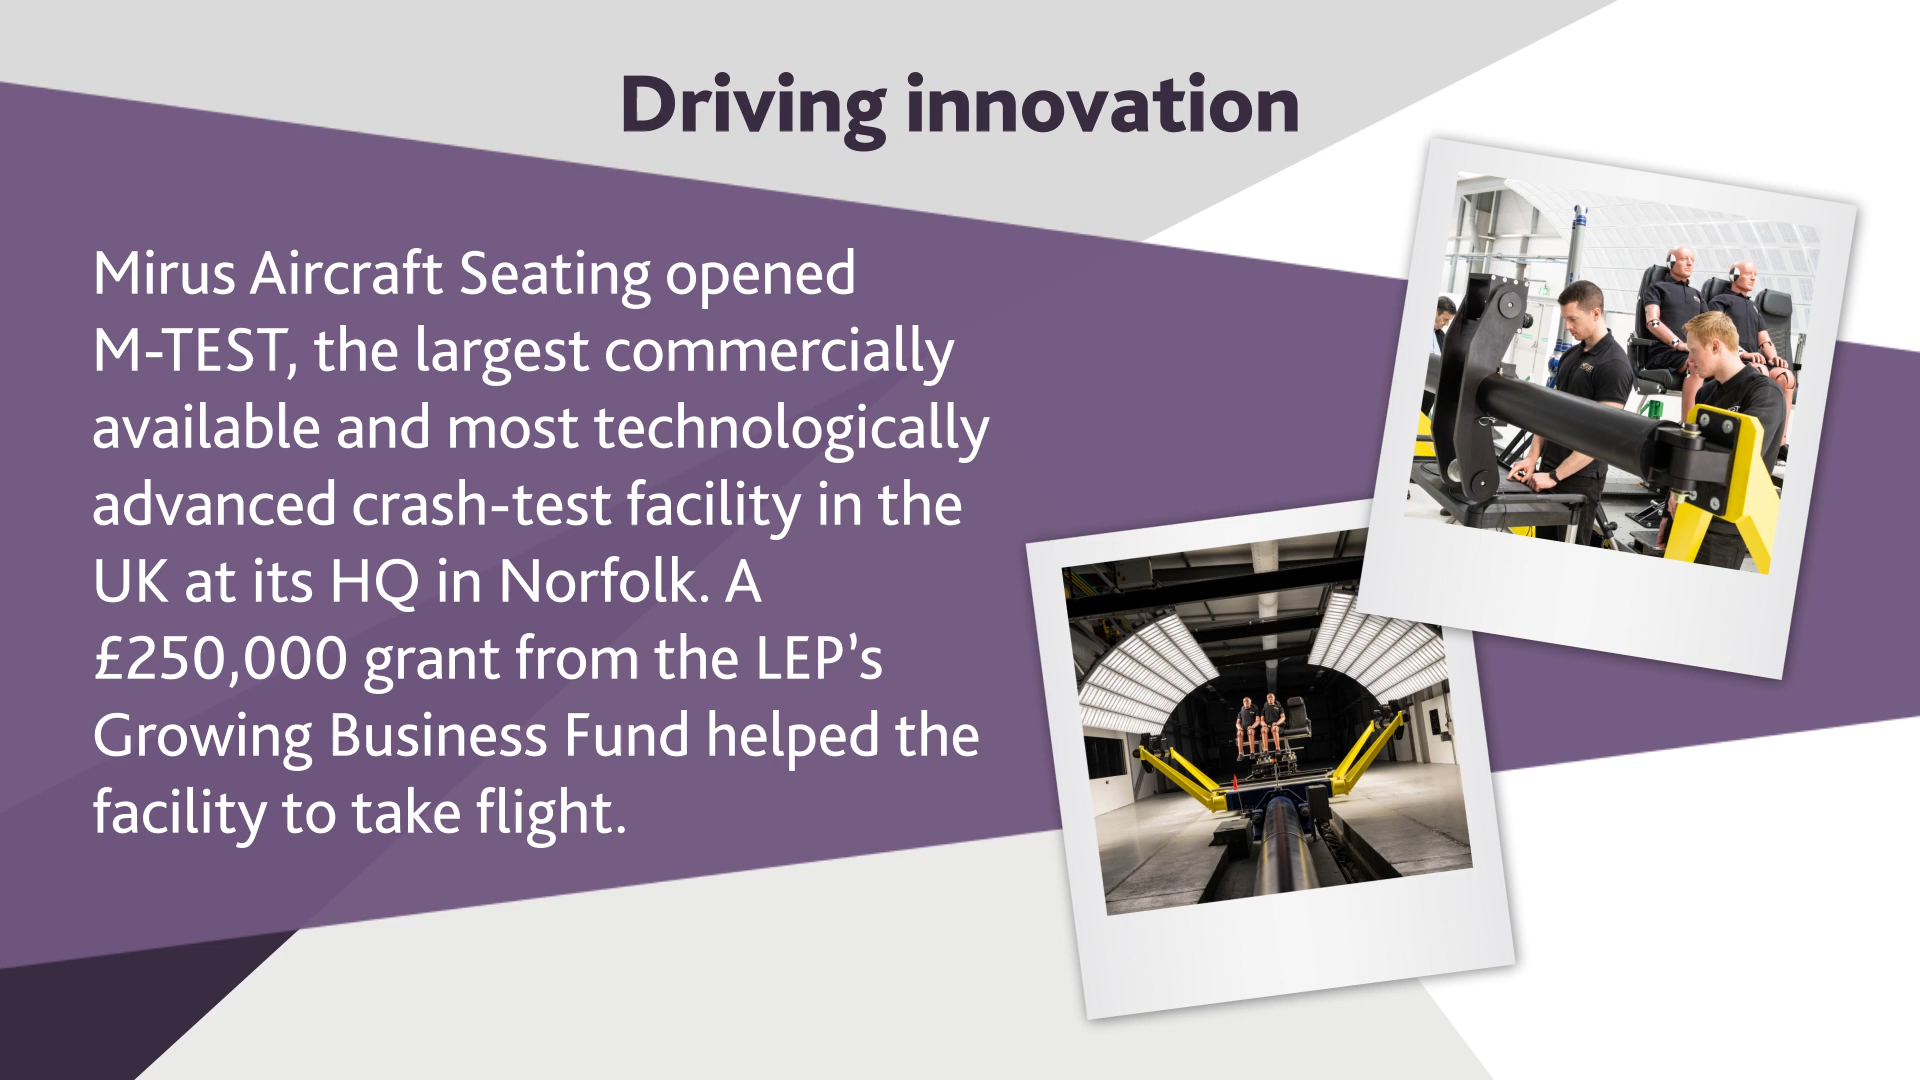 Driving innovation
Mirus Aircraft Seating opened
M-TEST, the largest commercially
available and most technologically
advanced crash-test facility in the
UK at its HQ in Norfolk. A
£250,000 grant from the LEP’s
Growing Business Fund helped the
facility to take flight.